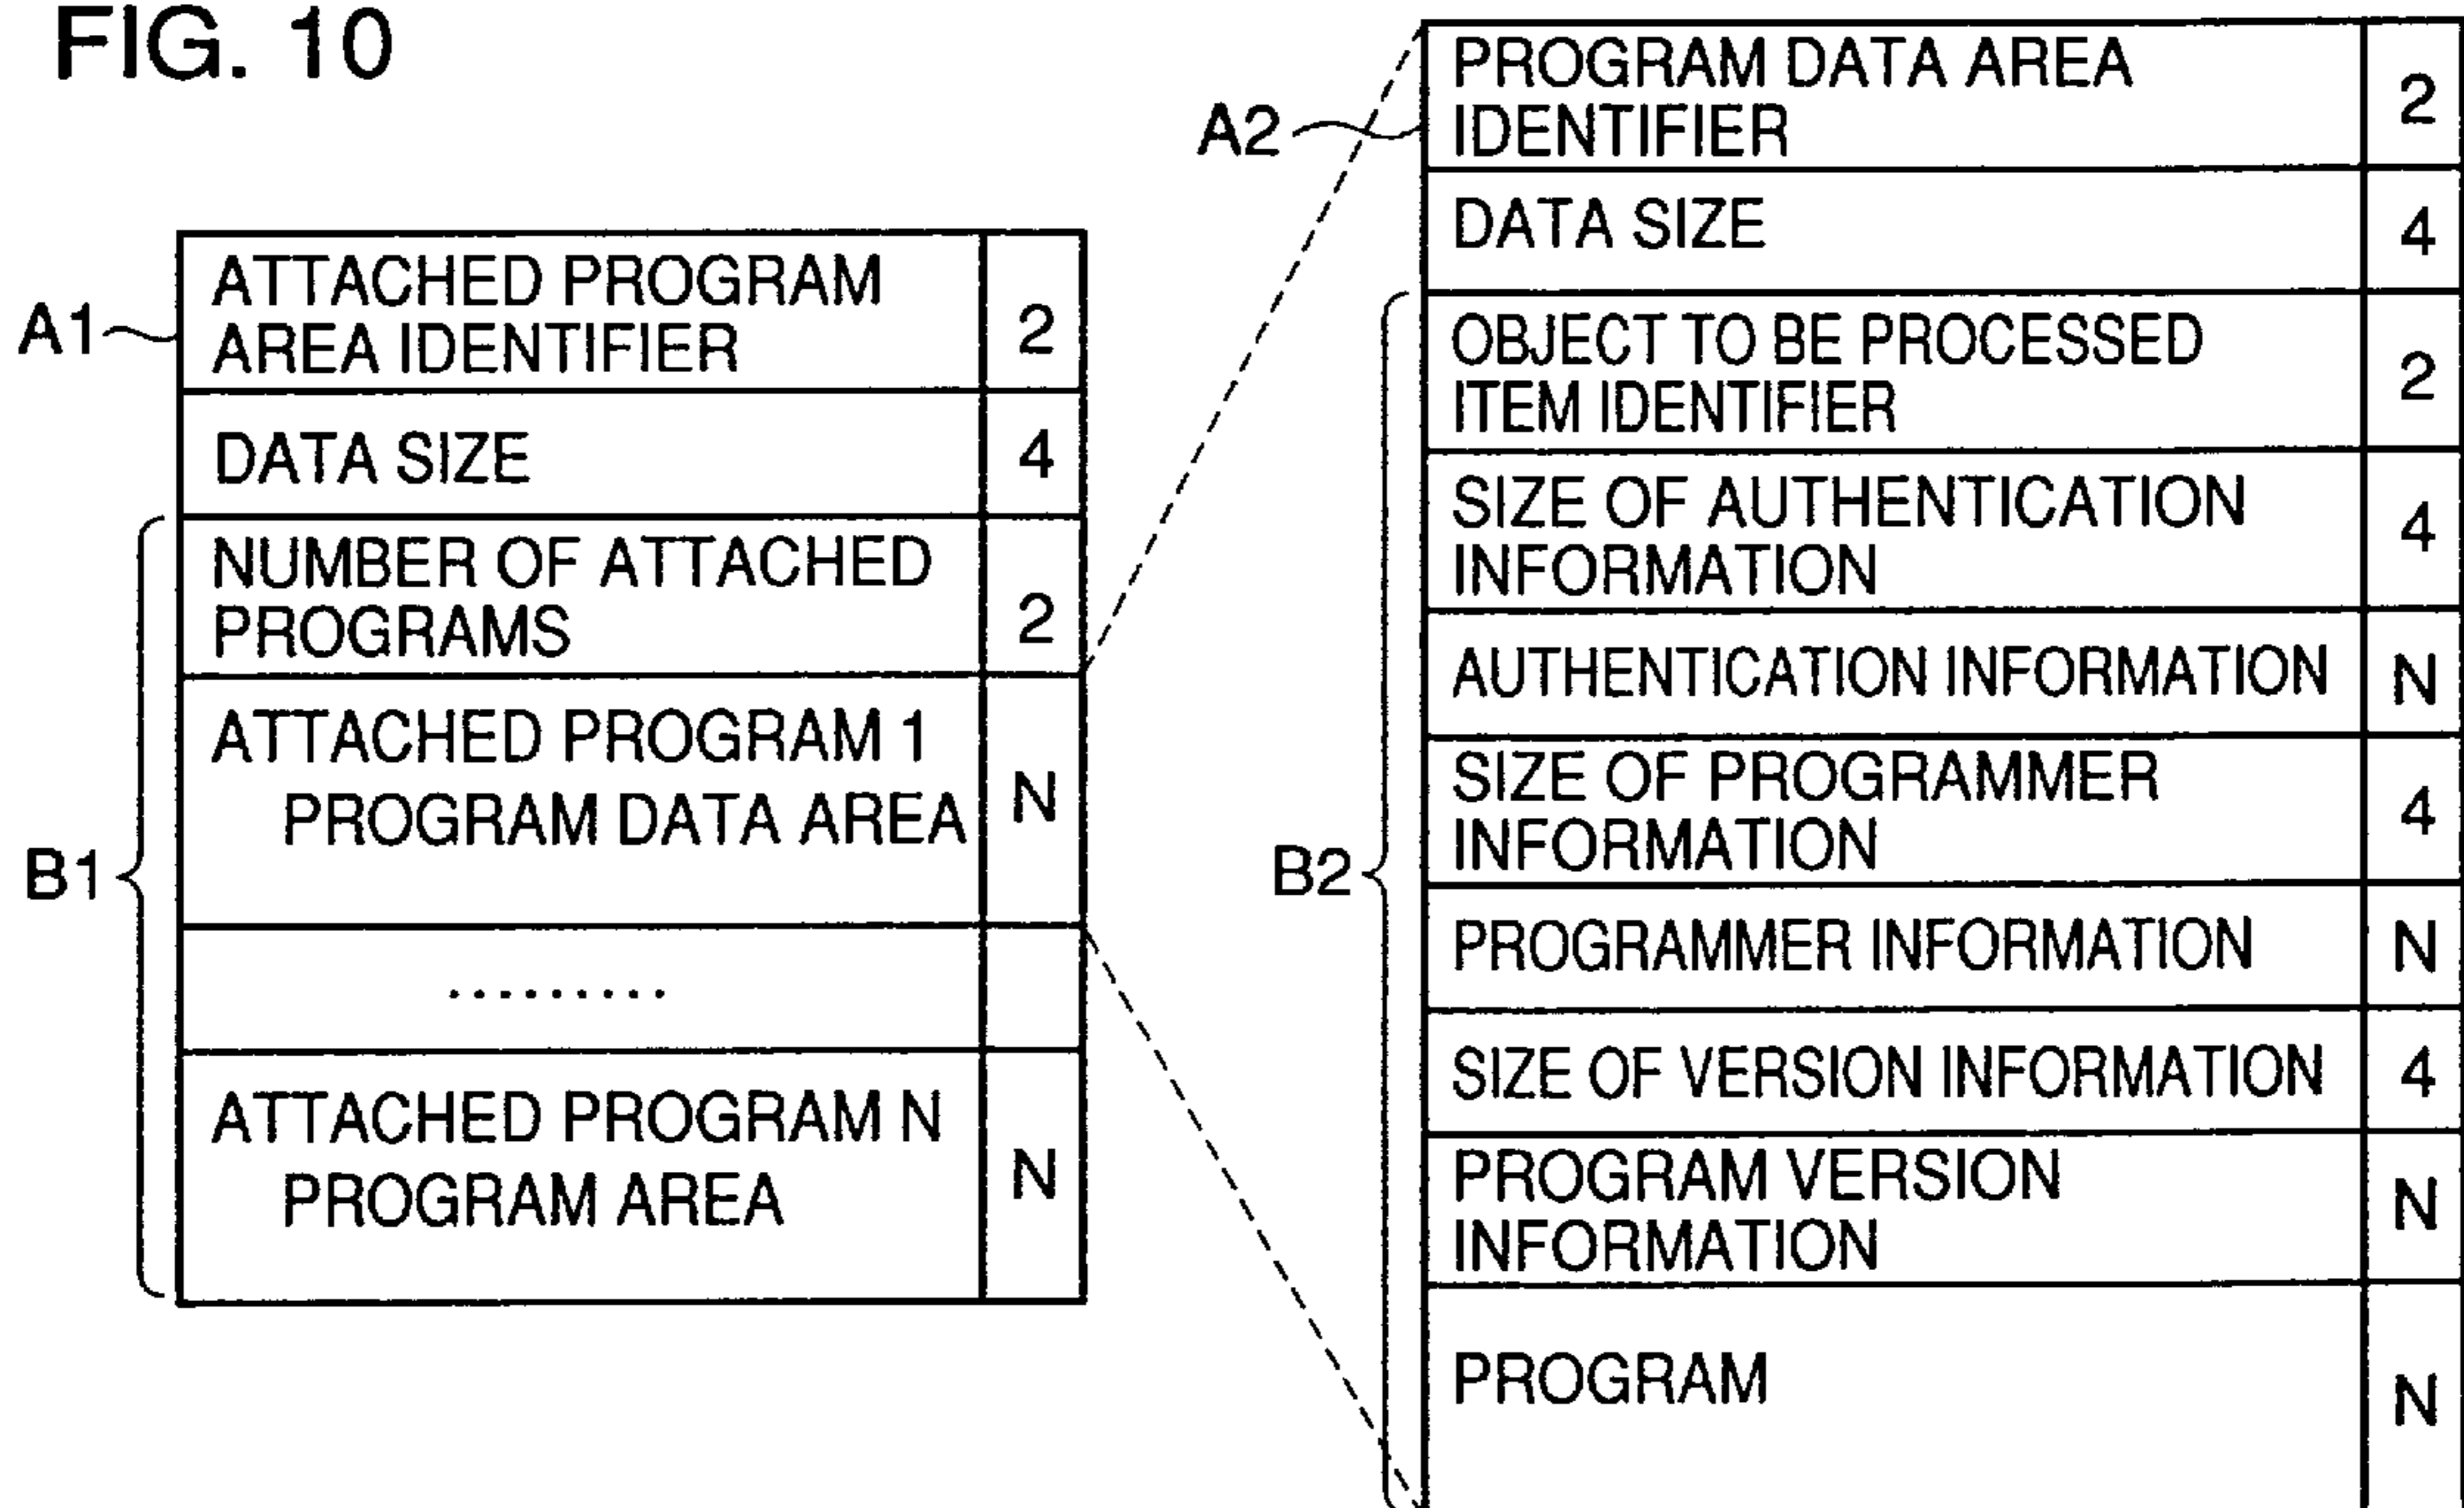 FIG. 10
A1
ATTACHED PROGRAM
AREA IDENTIFIER
2
DATA SIZE
4
B1
NUMBER OF ATTACHED
PROGRAMS
2
ATTACHED PROGRAM 1
PROGRAM DATA AREA
N
.........
ATTACHED PROGRAM N
PROGRAM AREA
N
A2
PROGRAM DATA AREA
IDENTIFIER
2
DATA SIZE
4
B2
OBJECT TO BE PROCESSED
ITEM IDENTIFIER
2
SIZE OF AUTHENTICATION
INFORMATION
4
AUTHENTICATION INFORMATION
N
SIZE OF PROGRAMMER
INFORMATION
4
PROGRAMMER INFORMATION
N
SIZE OF VERSION INFORMATION
4
PROGRAM VERSION
INFORMATION
N
PROGRAM
N